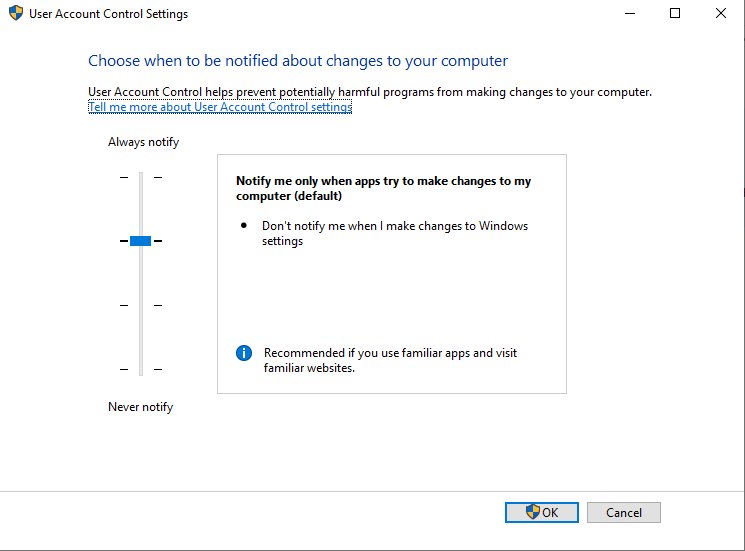 User Account Control Settings
Choose when to be notified about changes to your computer
User Account Control helps prevent potentially harmful programs from making changes to your computer.
Tell me more about User Account Control settings
Always notify
Notify me only when apps try to make changes to my
computer (default)
Don't notify me when I make changes to Windows
settings
Recommended if you use familiar apps and visit
familiar websites.
Never notify
OK
Cancel